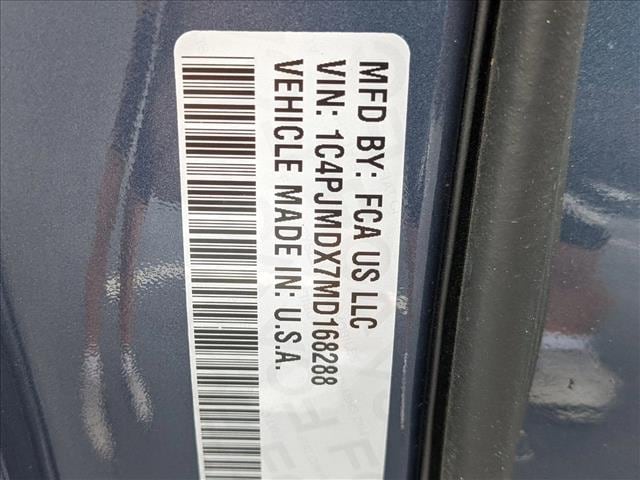 MFD BY: FCA US LLC
VIN: 1C4PJMDX7MD168288
VEHICLE MADE IN: U.S.A.